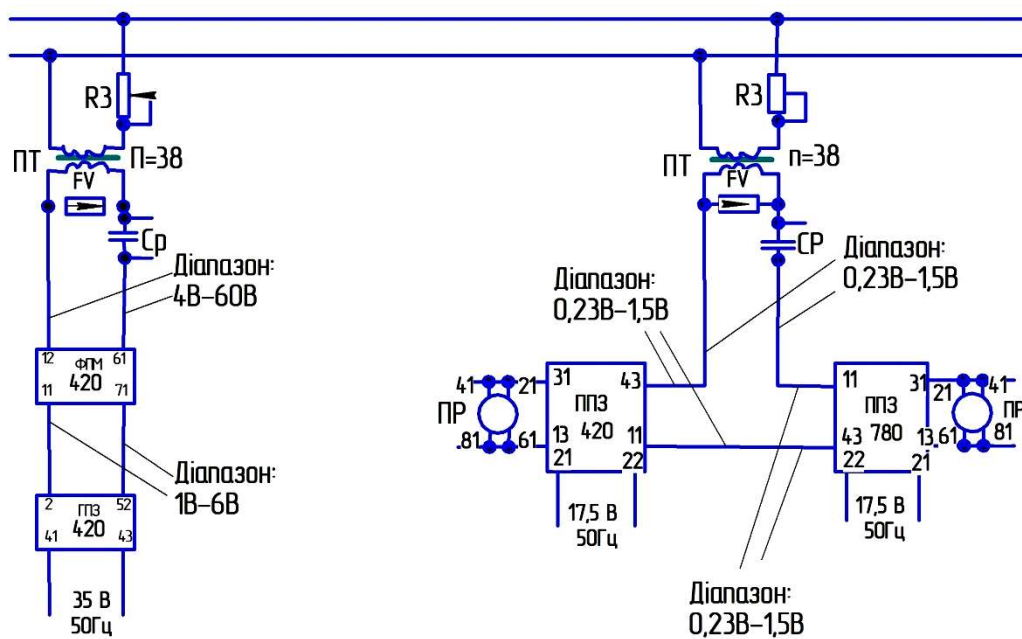 RЗ
ПТ
П=38
FV
Ср
Діапазон:
4В–60В
12
61
ФПМ
420
11
71
Діапазон:
1В–6В
2
52
ГПЗ
420
41
43
35 В
50Гц
RЗ
ПТ
п=38
FV
СР
Діапазон:
0,23В–1,5В
Діапазон:
0,23В–1,5В
ПР
41
21
81
61
31
43
ППЗ
420
13
11
21
22
17,5 В
50Гц
11
31
ППЗ
780
43
13
22
21
17,5 В
50Гц
21
41
61
81
ПР
Діапазон:
0,23В–1,5В